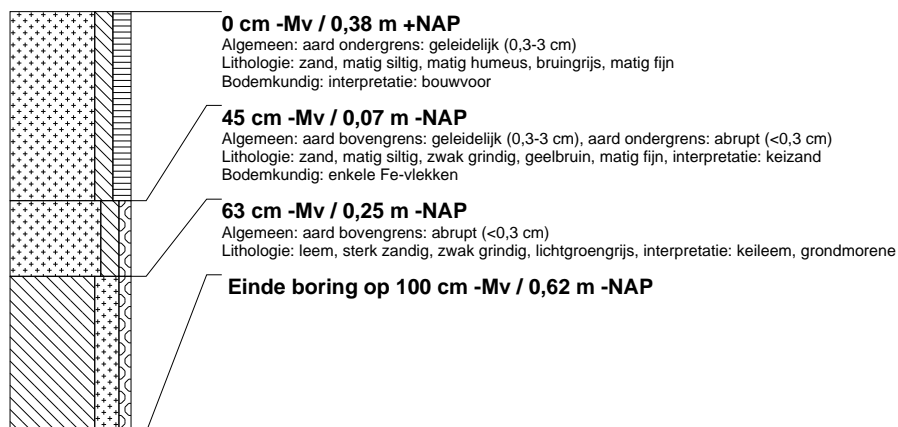 0 cm -Mv / 0,38 m +NAP
Algemeen: aard ondergrens: geleidelijk (0,3-3 cm)
Lithologie: zand, matig siltig, matig humeus, bruingrijs, matig fijn
Bodemkundig: interpretatie: bouwvoor
45 cm -Mv / 0,07 m -NAP
Algemeen: aard bovengrens: geleidelijk (0,3-3 cm), aard ondergrens: abrupt (<0,3 cm)
Lithologie: zand, matig siltig, zwak grindig, geelbruin, matig fijn, interpretatie: keizand
Bodemkundig: enkele Fe-vlekken
63 cm -Mv / 0,25 m -NAP
Algemeen: aard bovengrens: abrupt (<0,3 cm)
Lithologie: leem, sterk zandig, zwak grindig, lichtgroengrijs, interpretatie: keileem, grondmorene
Einde boring op 100 cm -Mv / 0,62 m -NAP